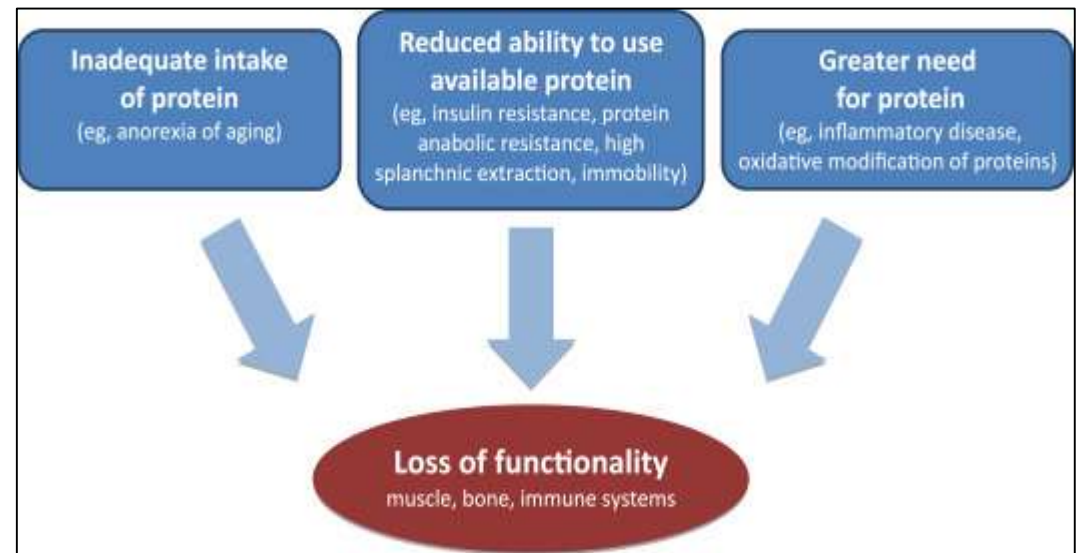 Inadequate intake
of protein
(eg, anorexia of aging)
Reduced ability to use
available protein
(eg, insulin resistance, protein
anabolic resistance, high
splanchnic extraction, immobility)
Greater need
for protein
(eg, inflammatory disease,
oxidative modification of proteins)
Loss of functionality
muscle, bone, immune systems